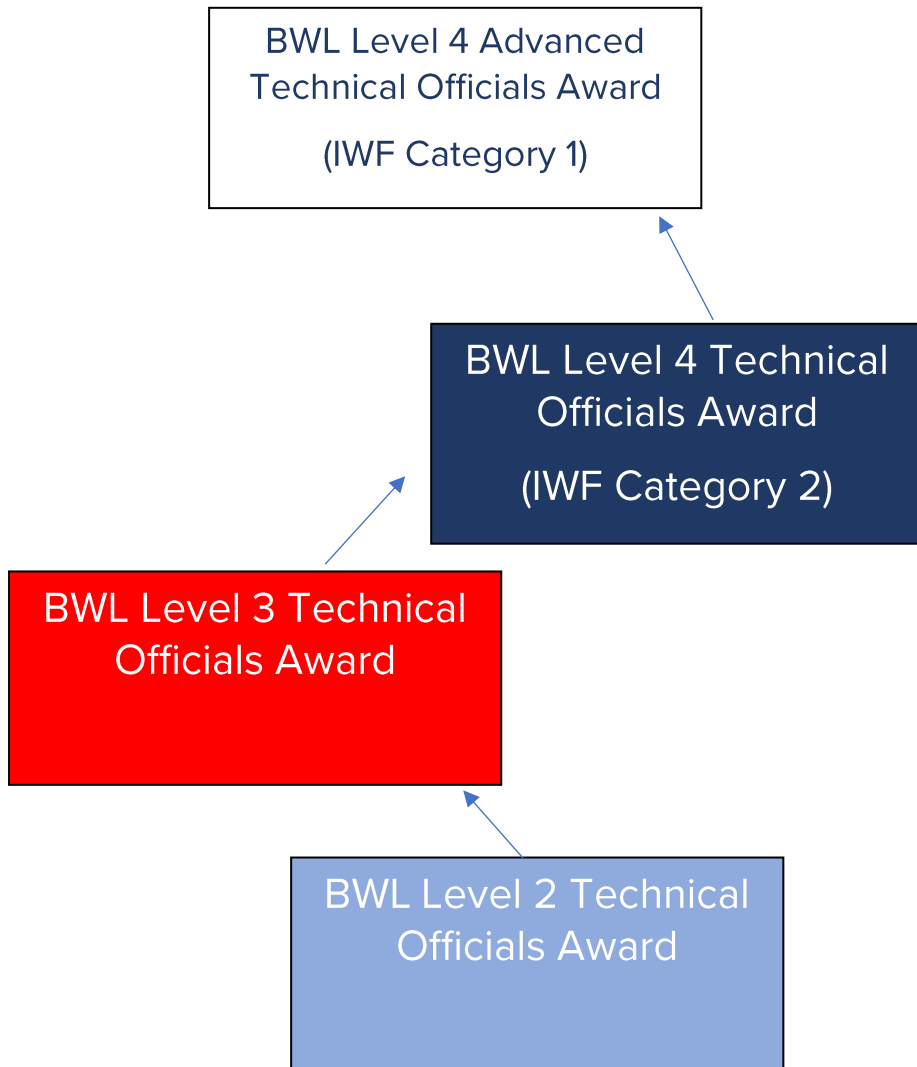 BWL Level 4 Advanced
Technical Officials Award
(IWF Category 1)
BWL Level 4 Technical
Officials Award
(IWF Category 2)
BWL Level 3 Technical
Officials Award
BWL Level 2 Technical
Officials Award